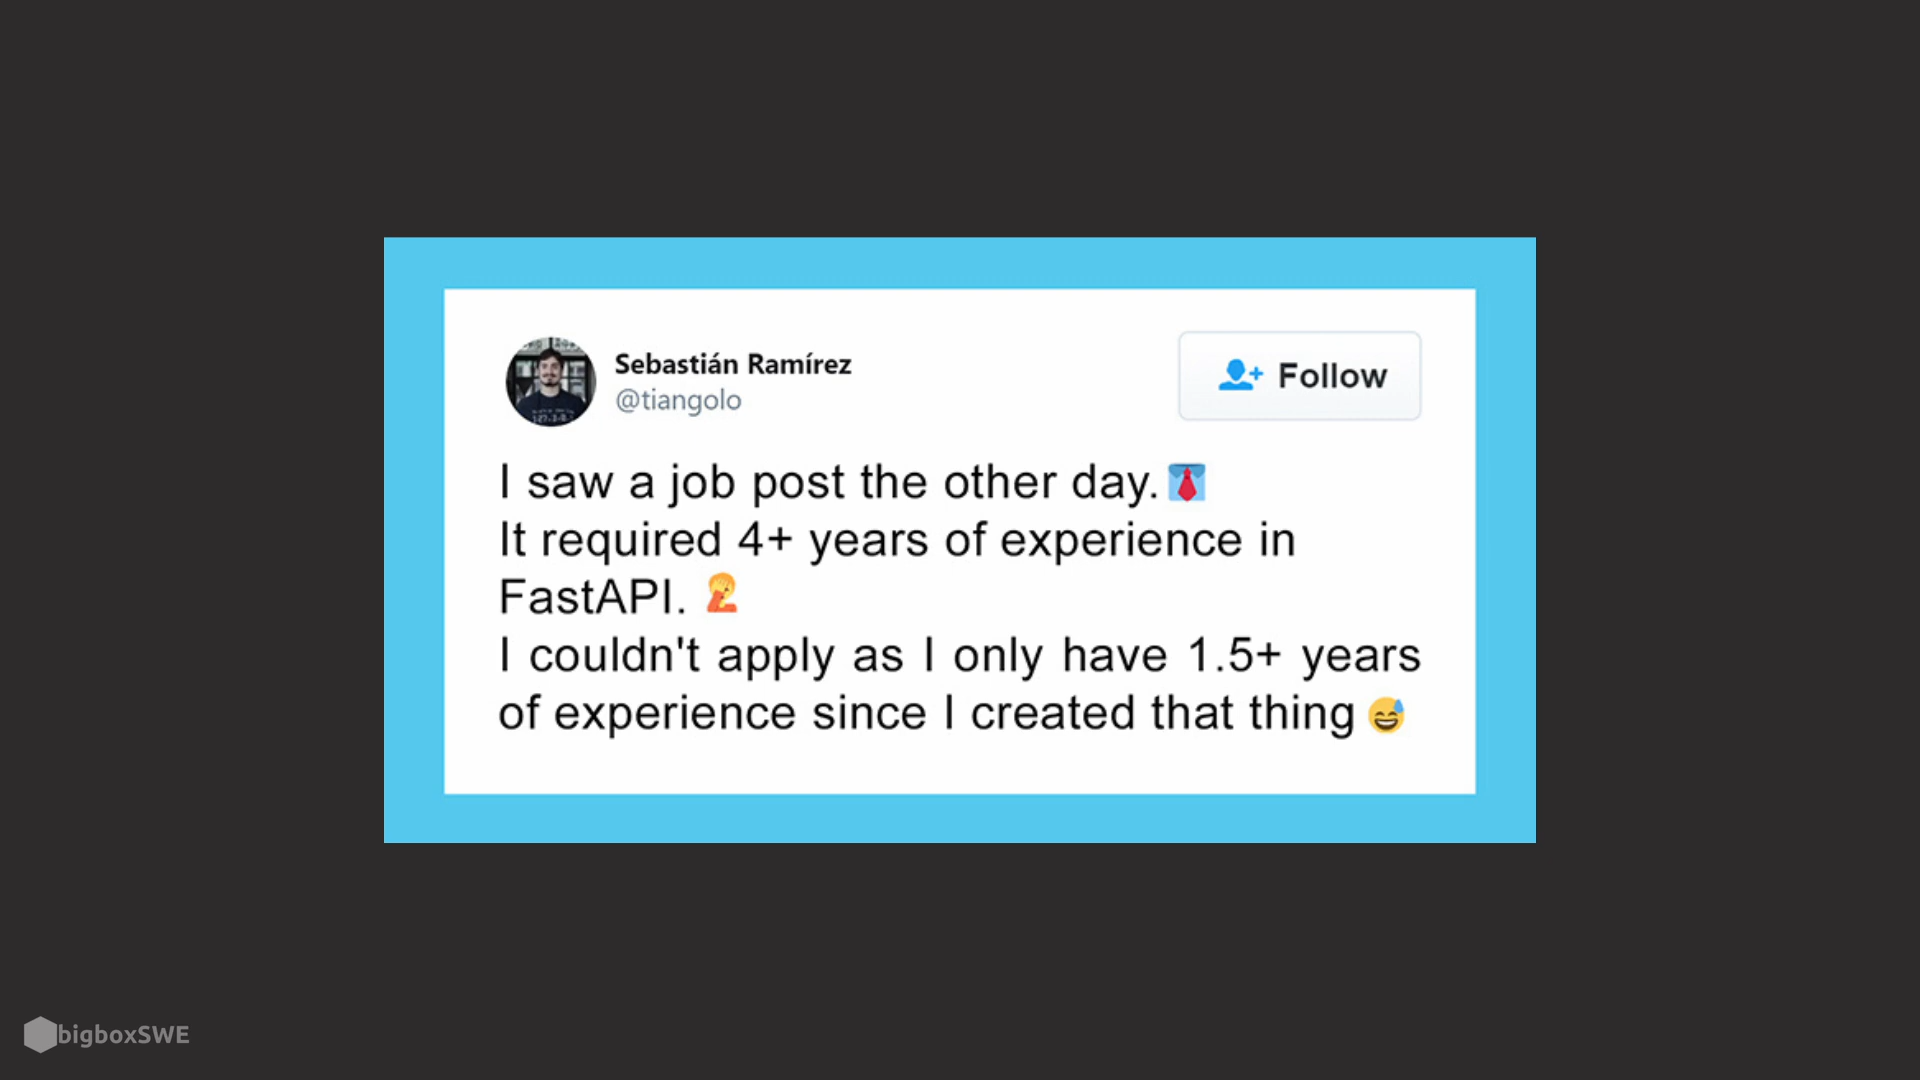 Sebastián Ramírez
@tiangolo
Follow
I saw a job post the other day.👔
It required 4+ years of experience in
FastAPI. 🤦
I couldn't apply as I only have 1.5+ years
of experience since I created that thing 😅
bigboxSWE